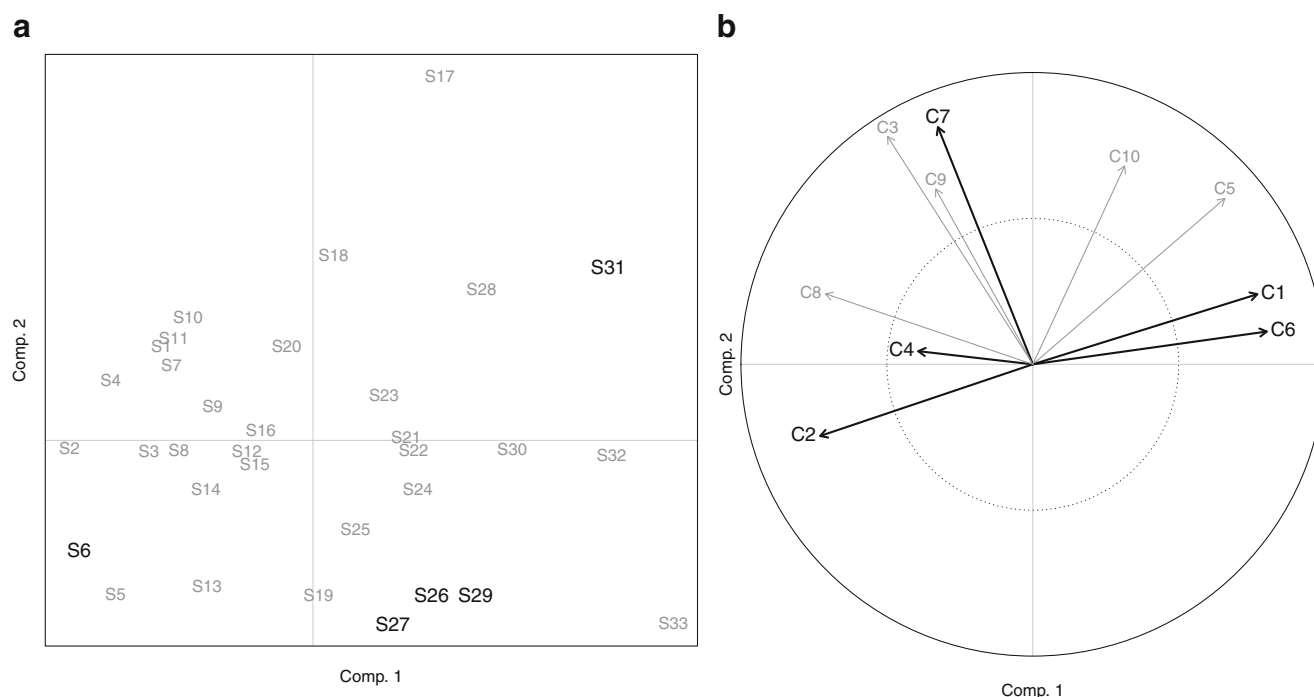 a
S17
S18
S31
S28
S10
S11
S1
S20
S7
S4
S23
S9
S16
S21
S2
S3
S8
S12
S22
S30
S32
S15
S14
S24
S25
S6
S13
S5
S19
S26
S29
S27
S33
Comp. 2
Comp. 1
b
C7
C3
C10
C9
C5
C8
C1
C6
C4
C2
Comp. 2
Comp. 1